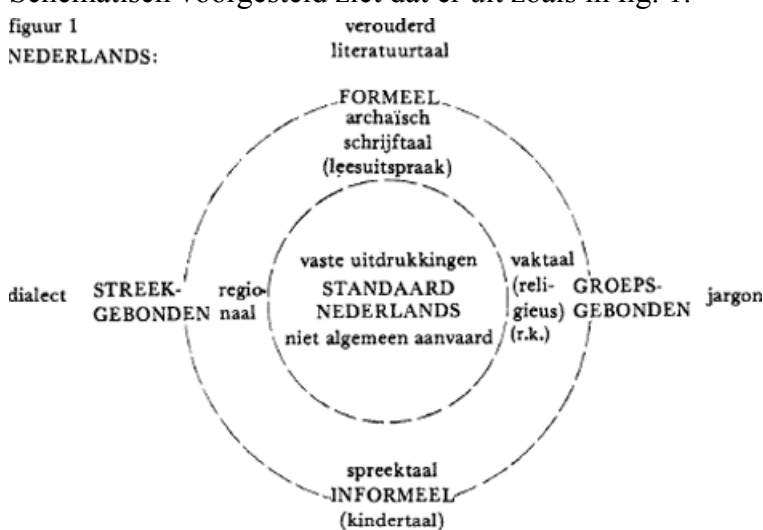 Schematisch voorgesteld ziet dat er uit zoals in fig. 1.
figuur 1
NEDERLANDS:
verouderd
literatuurtaal
FORMEEL
archaïsch
schrijftaal
(leesuitspraak)
dialect
STREEK-
GEBONDEN
regio-
naal
vaste uitdrukkingen
STANDAARD
NEDERLANDS
niet algemeen aanvaard
vaktaal
(reli-
gieus)
(r.k.)
GROEPS-
GEBONDEN
jargon
spreektaal
INFORMEEL
(kindertaal)